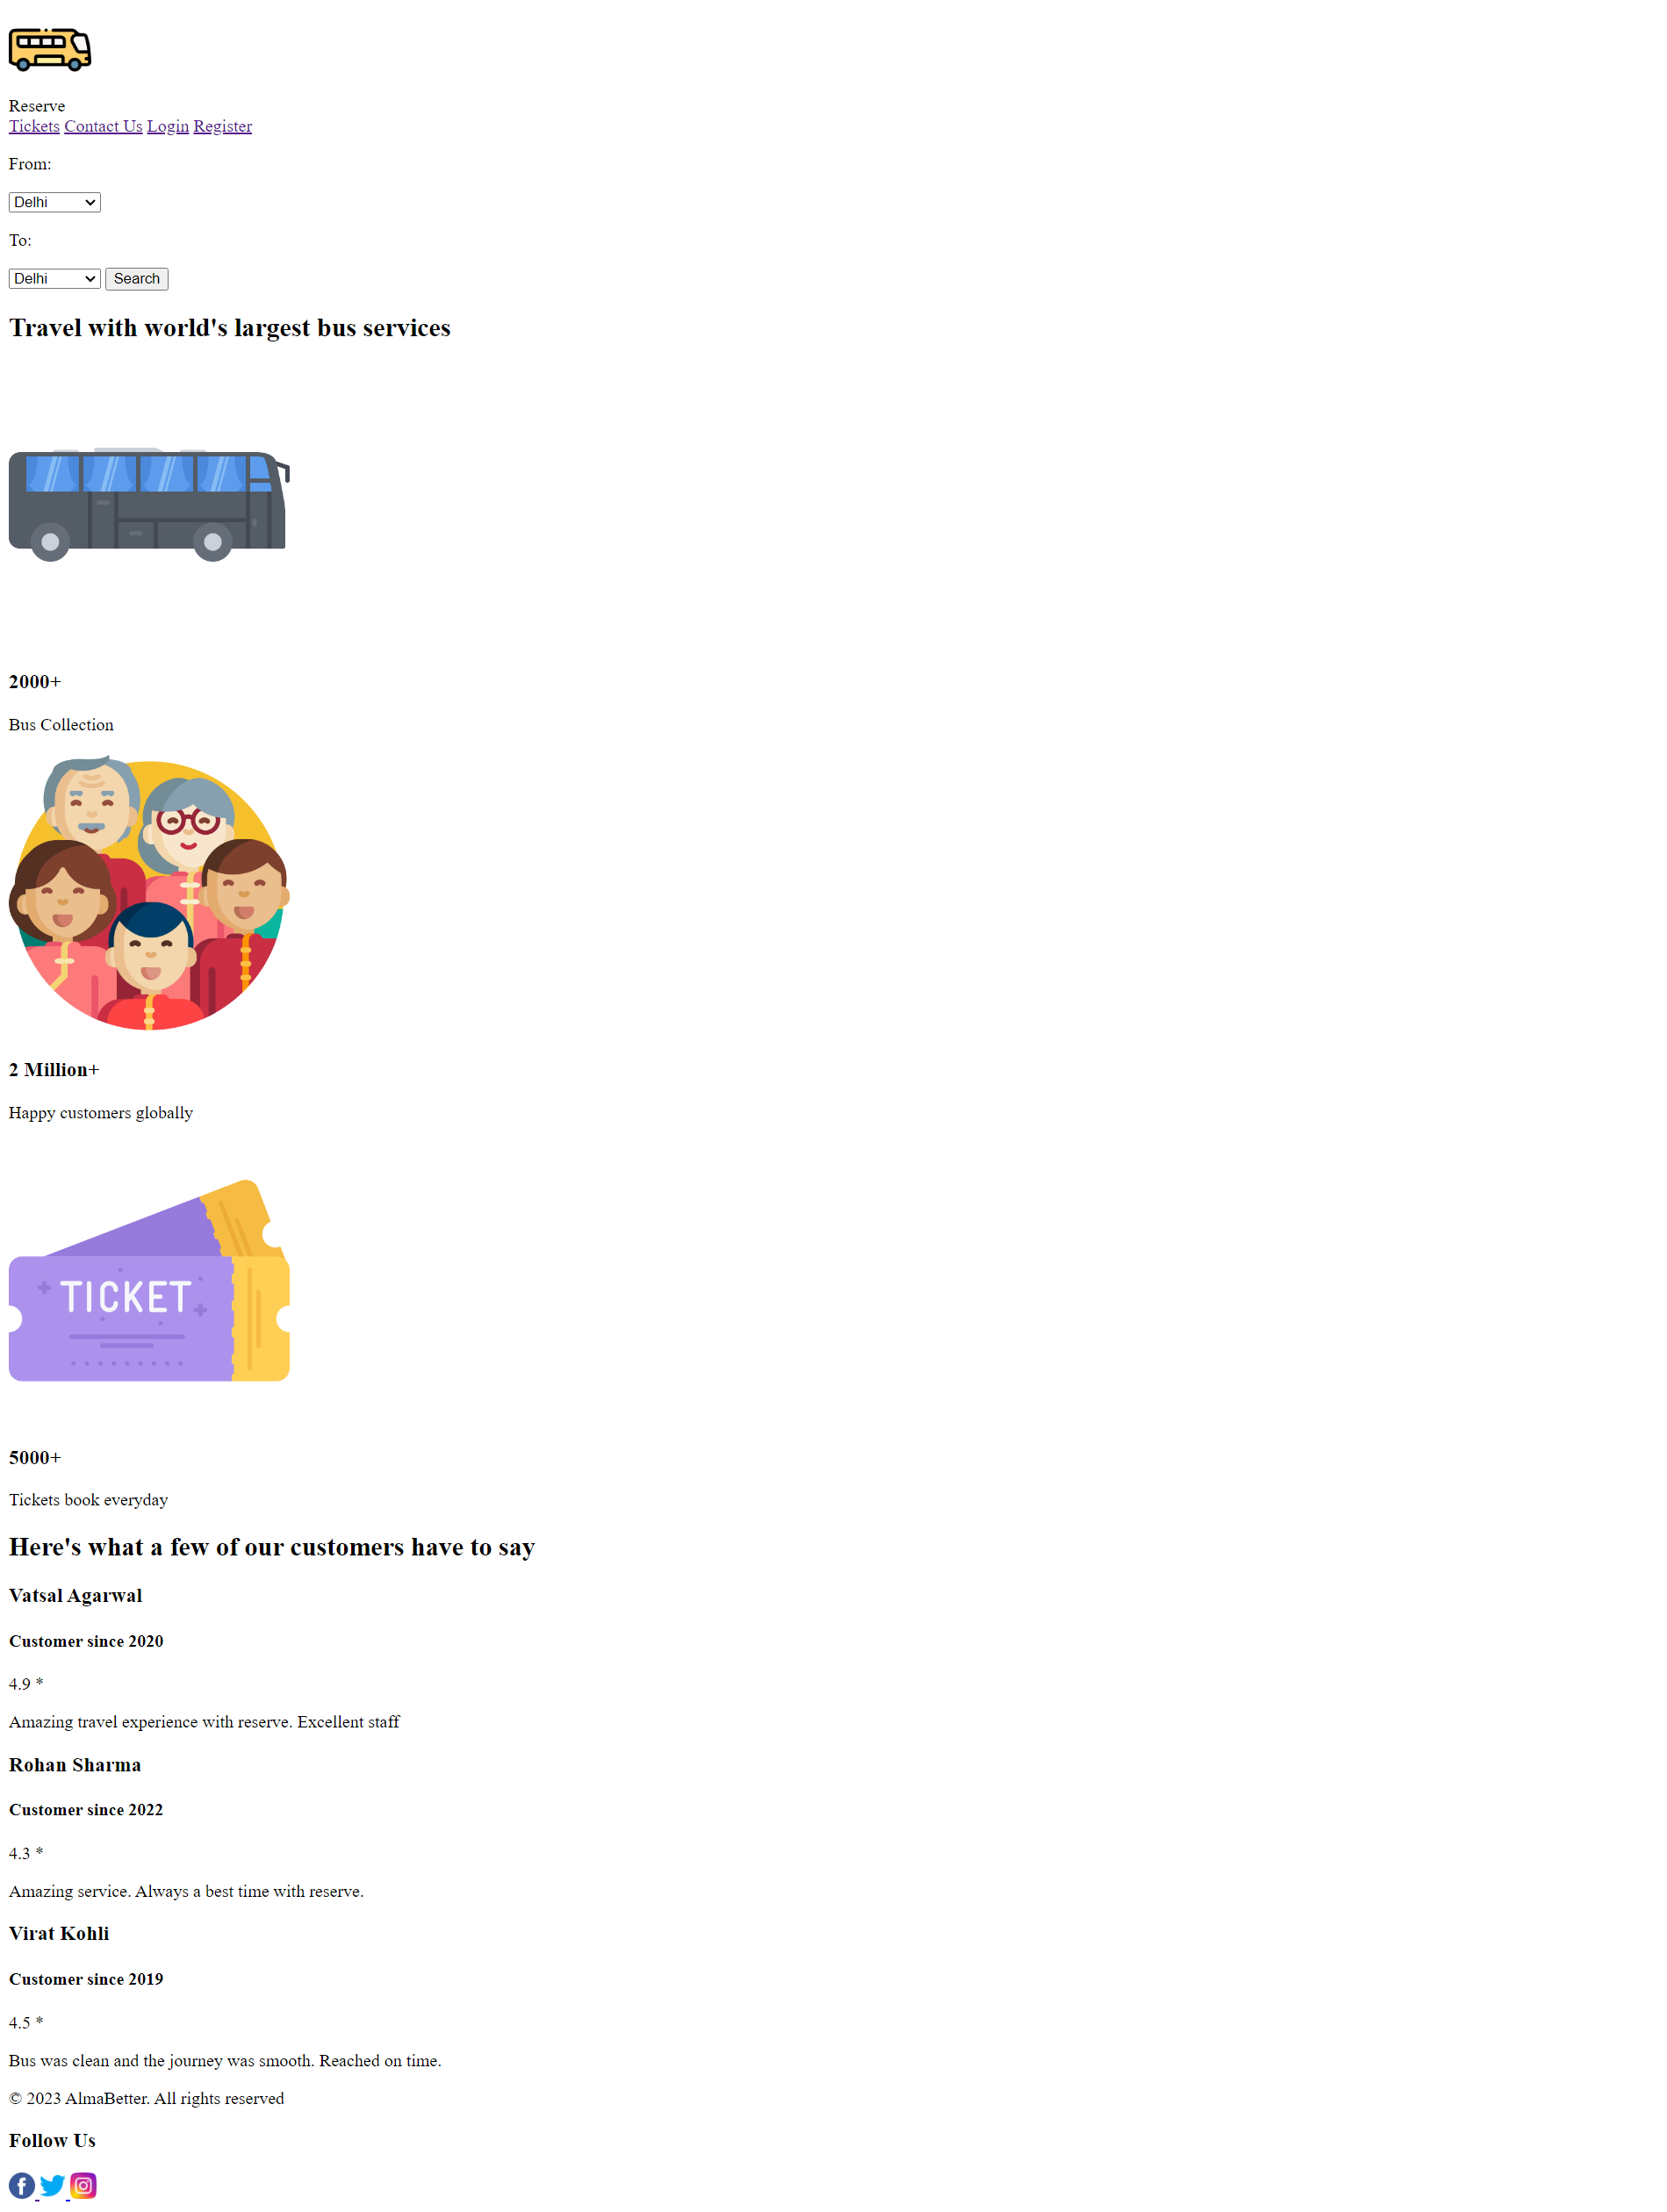 Reserve
Tickets Contact Us Login Register
From:
Delhi
To:
Delhi Search
Travel with world's largest bus services
2000+
Bus Collection
2 Million+
Happy customers globally
TICKET
5000+
Tickets book everyday
Here's what a few of our customers have to say
Vatsal Agarwal
Customer since 2020
4.9 *
Amazing travel experience with reserve. Excellent staff
Rohan Sharma
Customer since 2022
4.3 *
Amazing service. Always a best time with reserve.
Virat Kohli
Customer since 2019
4.5 *
Bus was clean and the journey was smooth. Reached on time.
© 2023 AlmaBetter. All rights reserved
Follow Us